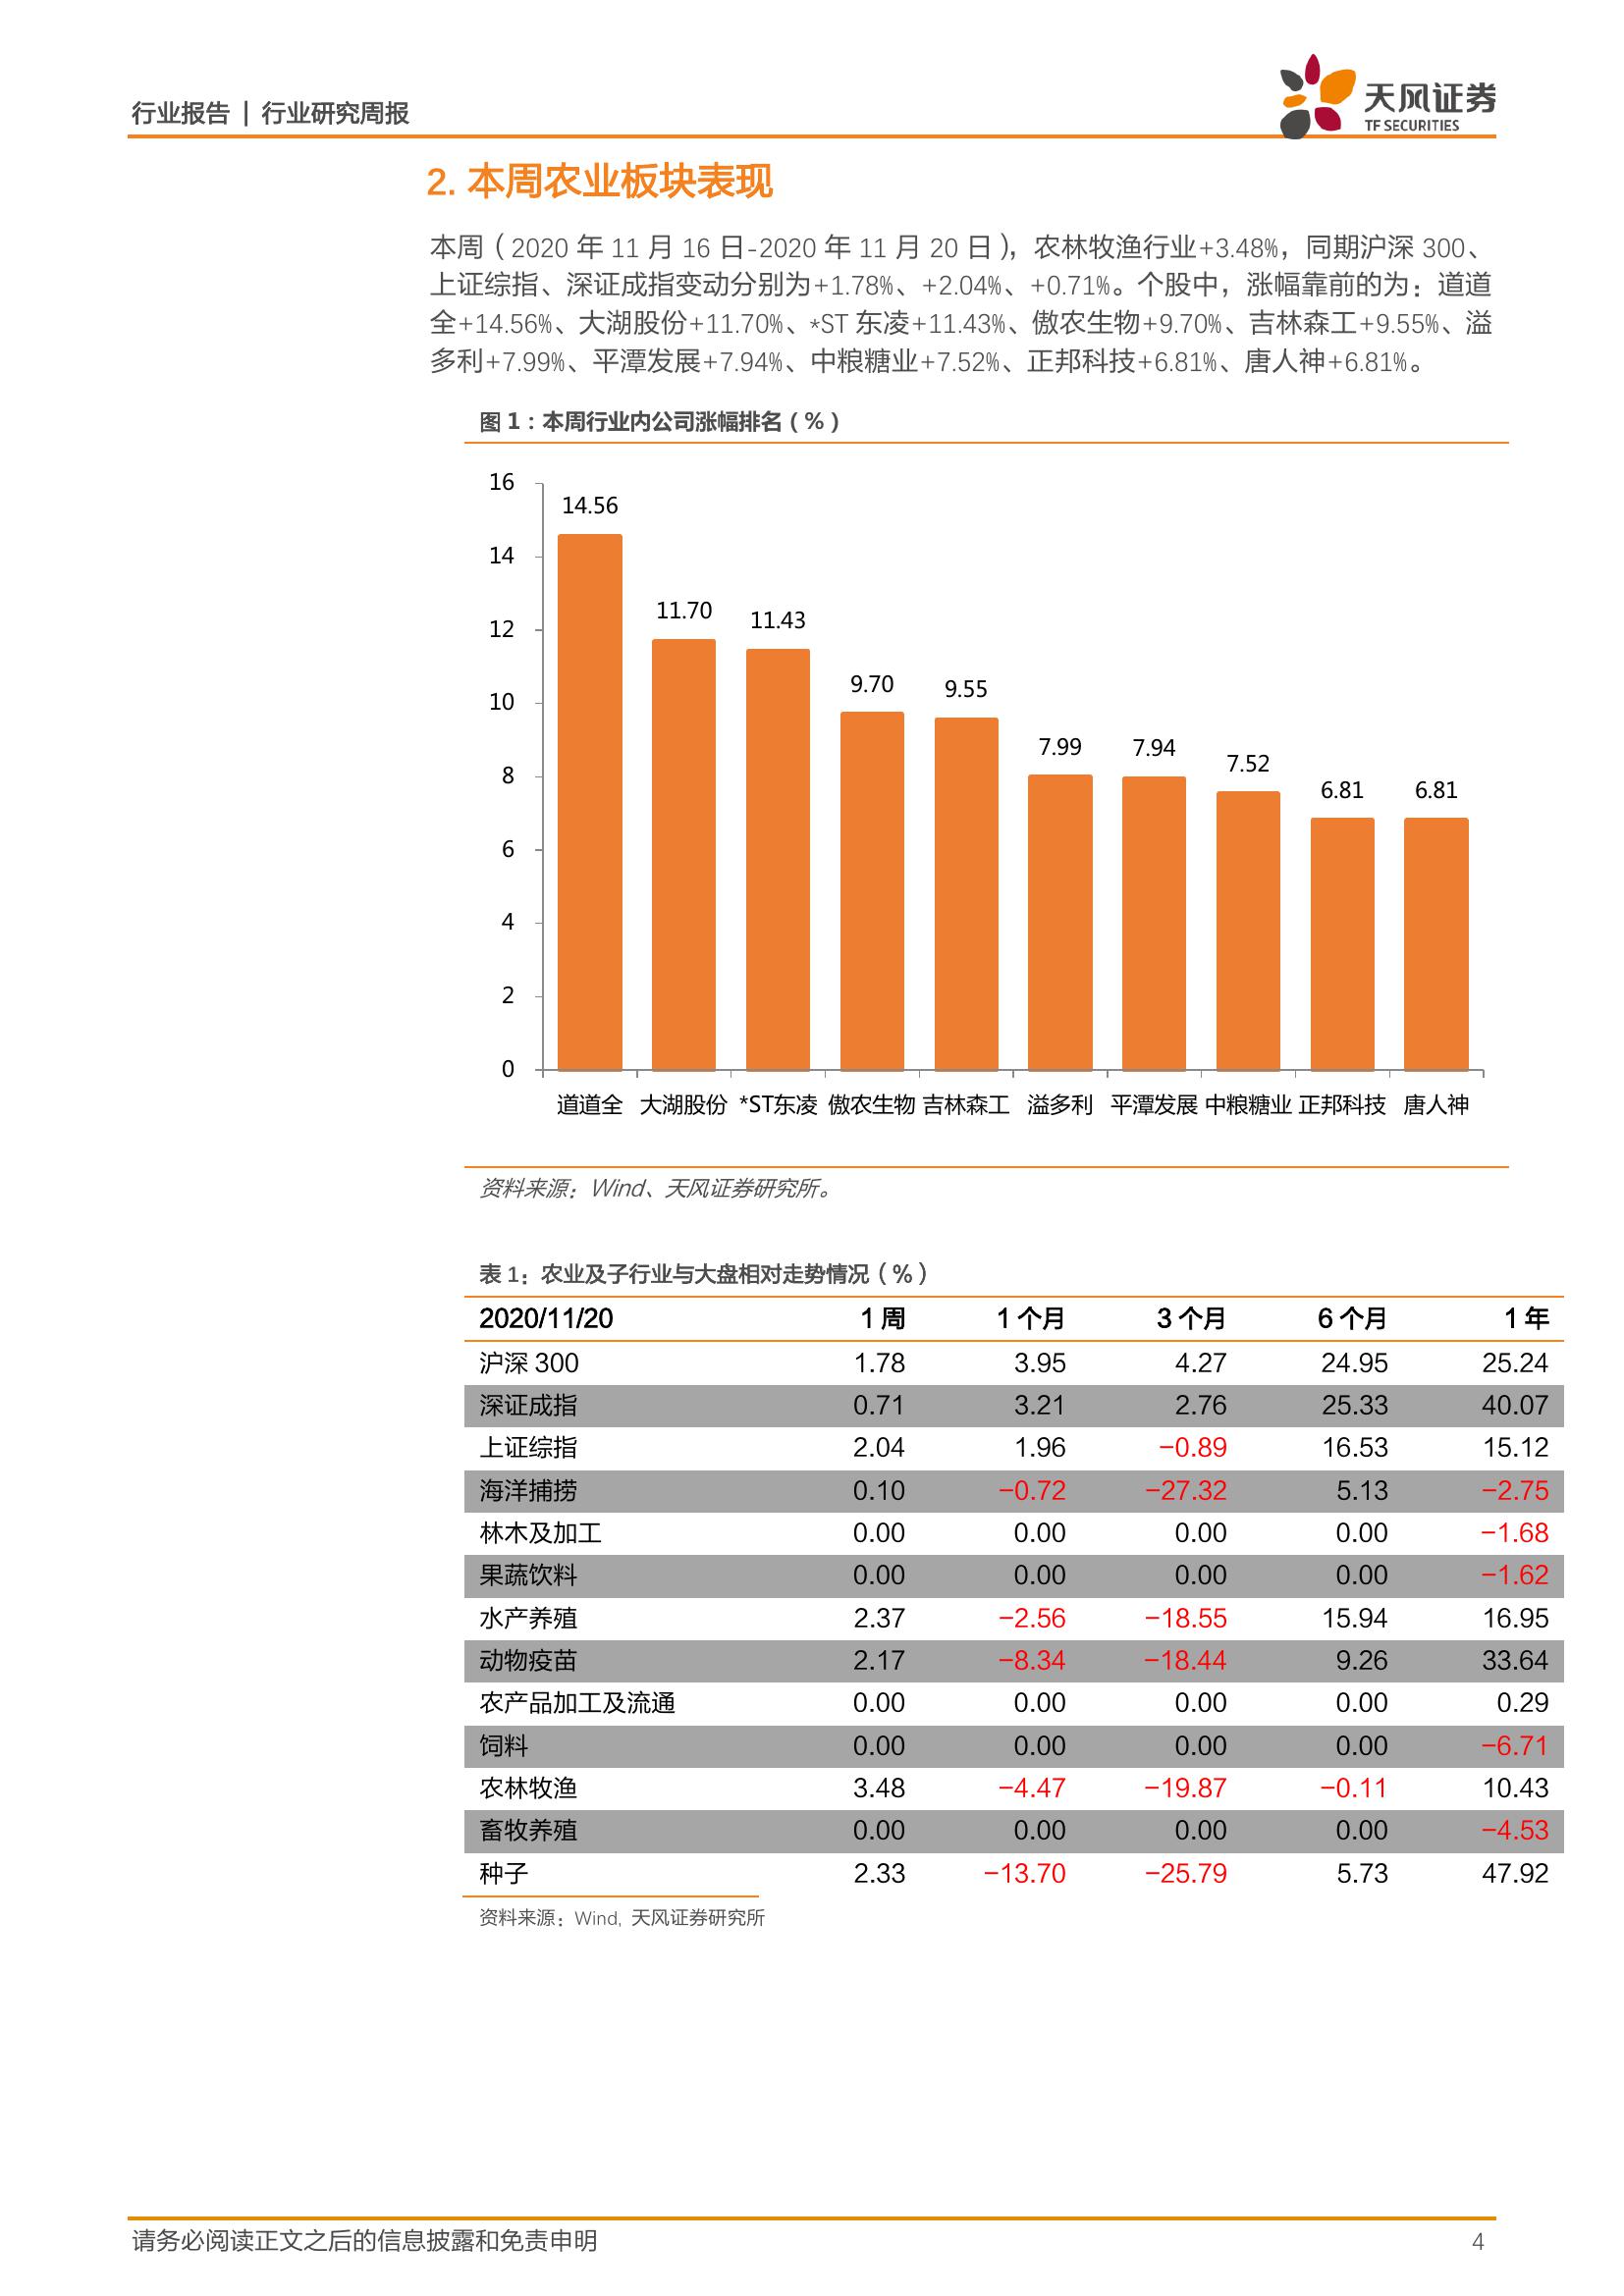 行业报告 | 行业研究周报
天风证券
TF SECURITIES
2. 本周农业板块表现
本周（2020 年 11 月 16 日-2020 年 11 月 20 日），农林牧渔行业+3.48%，同期沪深 300、
上证综指、深证成指变动分别为+1.78%、+2.04%、+0.71%。个股中，涨幅靠前的为：道道
全+14.56%、大湖股份+11.70%、*ST 东凌+11.43%、傲农生物+9.70%、吉林森工+9.55%、溢
多利+7.99%、平潭发展+7.94%、中粮糖业+7.52%、正邦科技+6.81%、唐人神+6.81%。
图 1：本周行业内公司涨幅排名（%）
16
14
12
10
8
6
4
2
0
14.56
11.70
11.43
9.70
9.55
7.99
7.94
7.52
6.81
6.81
道道全 大湖股份 *ST东凌 傲农生物 吉林森工 溢多利 平潭发展 中粮糖业 正邦科技 唐人神
资料来源：Wind、天风证券研究所。
表 1：农业及子行业与大盘相对走势情况（%）
2020/11/20 1 周 1 个月 3 个月 6 个月 1 年
沪深 300 1.78 3.95 4.27 24.95 25.24
深证成指 0.71 3.21 2.76 25.33 40.07
上证综指 2.04 1.96 −0.89 16.53 15.12
海洋捕捞 0.10 −0.72 −27.32 5.13 −2.75
林木及加工 0.00 0.00 0.00 0.00 −1.68
果蔬饮料 0.00 0.00 0.00 0.00 −1.62
水产养殖 2.37 −2.56 −18.55 15.94 16.95
动物疫苗 2.17 −8.34 −18.44 9.26 33.64
农产品加工及流通 0.00 0.00 0.00 0.00 0.29
饲料 0.00 0.00 0.00 0.00 −6.71
农林牧渔 3.48 −4.47 −19.87 −0.11 10.43
畜牧养殖 0.00 0.00 0.00 0.00 −4.53
种子 2.33 −13.70 −25.79 5.73 47.92
资料来源：Wind, 天风证券研究所
请务必阅读正文之后的信息披露和免责申明 4